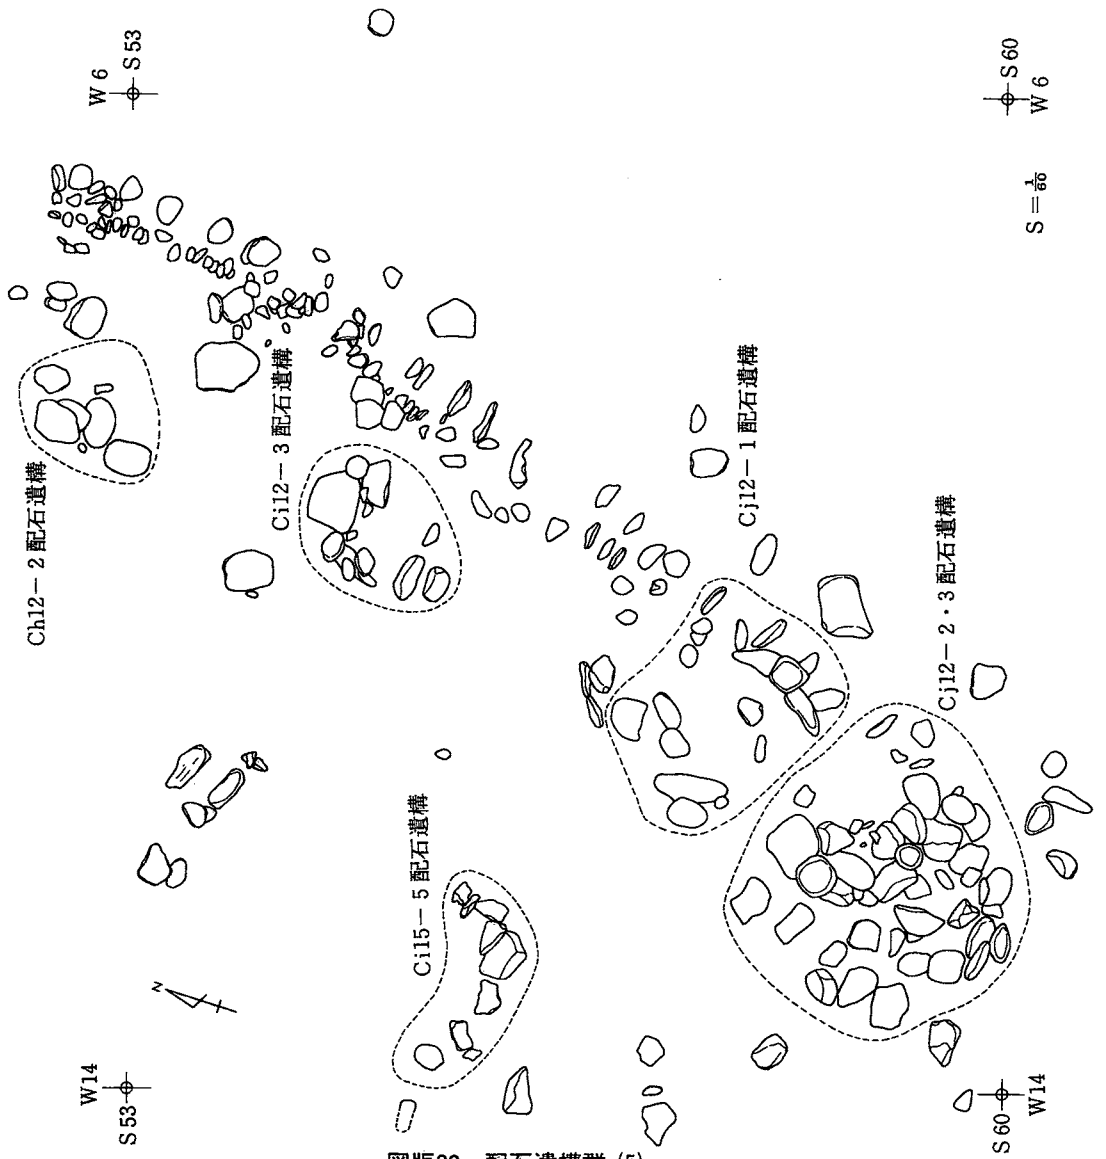 W 6
S 53
S 60
W 6
S＝1/60
Ch12－2 配石遺構
Ci12－3 配石遺構
Cj12－1 配石遺構
Cj12－2・3 配石遺構
Ci15－5 配石遺構
N
W14
S 53
S 60
W14
配石遺構群 (5)